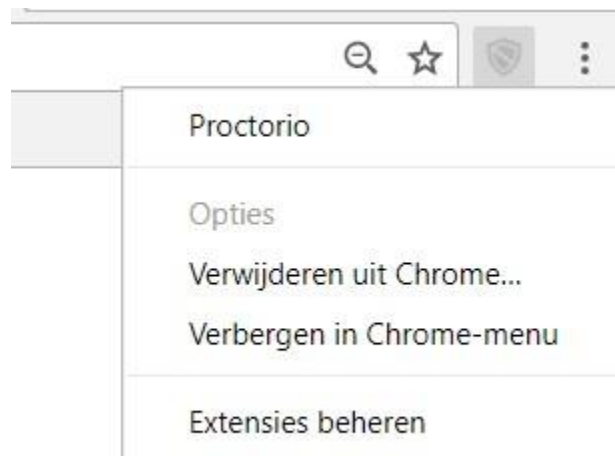 Proctorio
Opties
Verwijderen uit Chrome...
Verbergen in Chrome-menu
Extensies beheren